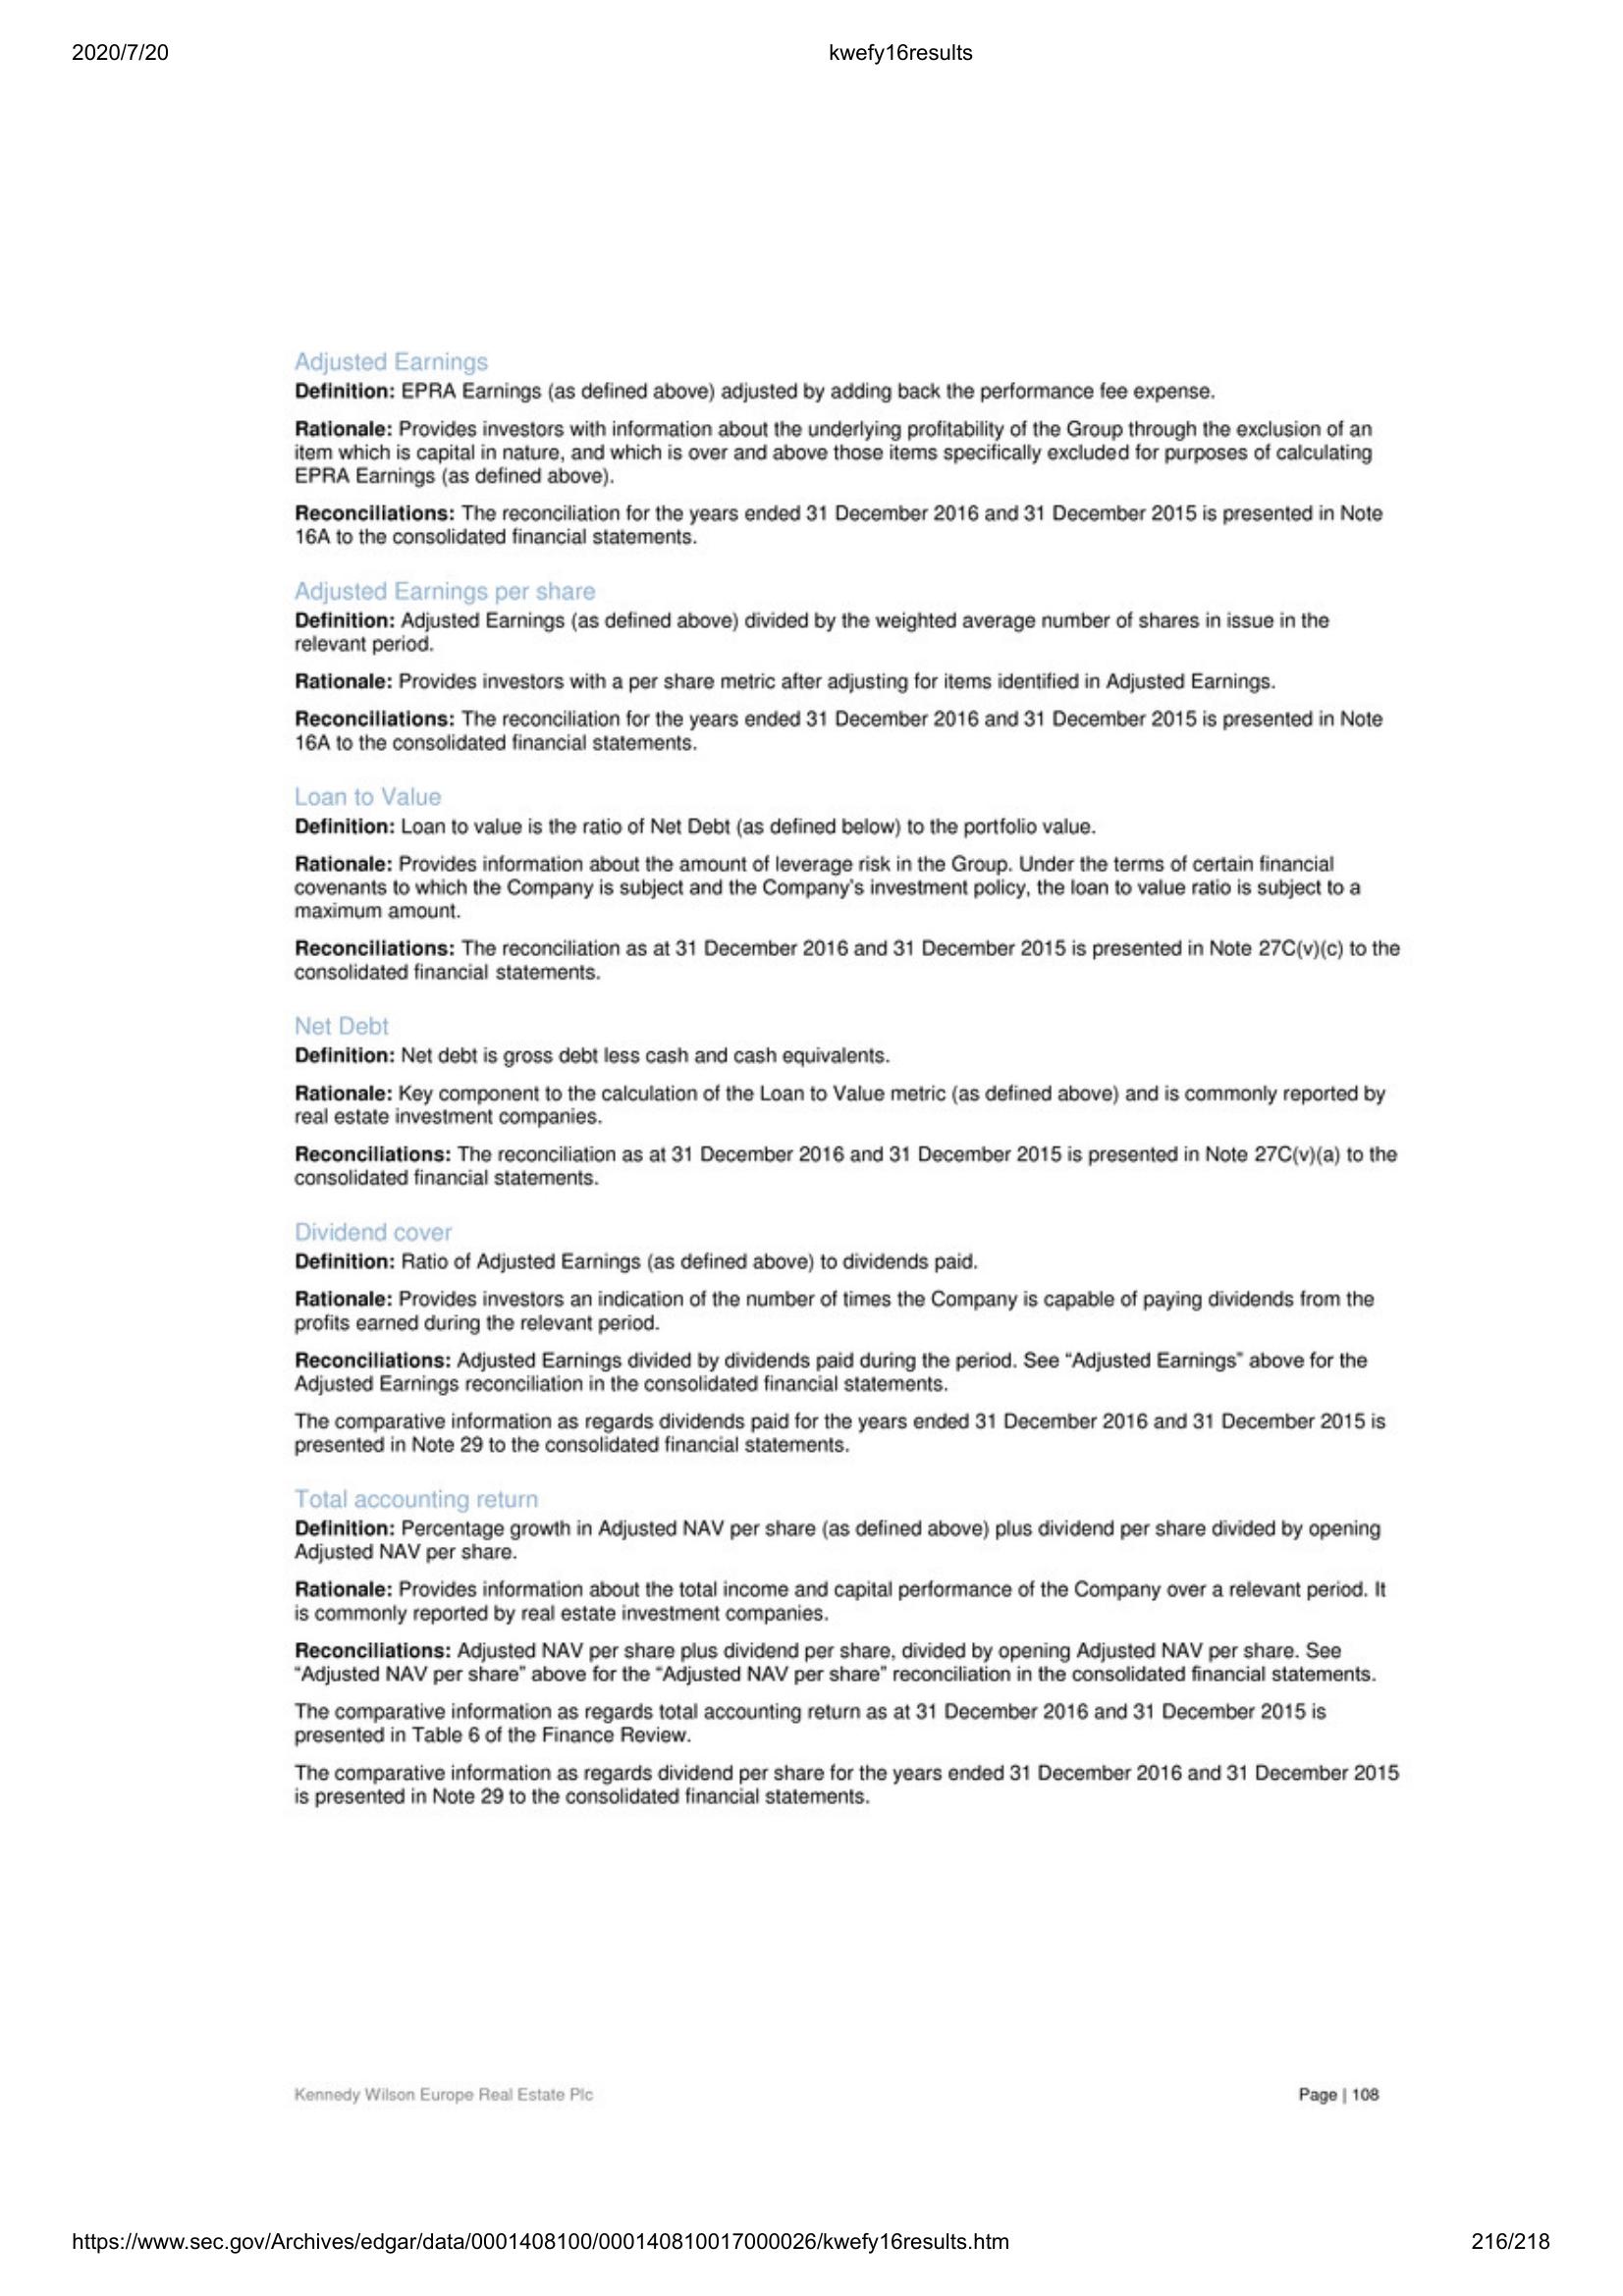 2020/7/20
kwefy16results
Adjusted Earnings
Definition: EPRA Earnings (as defined above) adjusted by adding back the performance fee expense.
Rationale: Provides investors with information about the underlying profitability of the Group through the exclusion of an
item which is capital in nature, and which is over and above those items specifically excluded for purposes of calculating
EPRA Earnings (as defined above).
Reconciliations: The reconciliation for the years ended 31 December 2016 and 31 December 2015 is presented in Note
16A to the consolidated financial statements.
Adjusted Earnings per share
Definition: Adjusted Earnings (as defined above) divided by the weighted average number of shares in issue in the
relevant period.
Rationale: Provides investors with a per share metric after adjusting for items identified in Adjusted Earnings.
Reconciliations: The reconciliation for the years ended 31 December 2016 and 31 December 2015 is presented in Note
16A to the consolidated financial statements.
Loan to Value
Definition: Loan to value is the ratio of Net Debt (as defined below) to the portfolio value.
Rationale: Provides information about the amount of leverage risk in the Group. Under the terms of certain financial
covenants to which the Company is subject and the Company's investment policy, the loan to value ratio is subject to a
maximum amount.
Reconciliations: The reconciliation as at 31 December 2016 and 31 December 2015 is presented in Note 27C(v)(c) to the
consolidated financial statements.
Net Debt
Definition: Net debt is gross debt less cash and cash equivalents.
Rationale: Key component to the calculation of the Loan to Value metric (as defined above) and is commonly reported by
real estate investment companies.
Reconciliations: The reconciliation as at 31 December 2016 and 31 December 2015 is presented in Note 27C(v)(a) to the
consolidated financial statements.
Dividend cover
Definition: Ratio of Adjusted Earnings (as defined above) to dividends paid.
Rationale: Provides investors an indication of the number of times the Company is capable of paying dividends from the
profits earned during the relevant period.
Reconciliations: Adjusted Earnings divided by dividends paid during the period. See “Adjusted Earnings” above for the
Adjusted Earnings reconciliation in the consolidated financial statements.
The comparative information as regards dividends paid for the years ended 31 December 2016 and 31 December 2015 is
presented in Note 29 to the consolidated financial statements.
Total accounting return
Definition: Percentage growth in Adjusted NAV per share (as defined above) plus dividend per share divided by opening
Adjusted NAV per share.
Rationale: Provides information about the total income and capital performance of the Company over a relevant period. It
is commonly reported by real estate investment companies.
Reconciliations: Adjusted NAV per share plus dividend per share, divided by opening Adjusted NAV per share. See
“Adjusted NAV per share” above for the “Adjusted NAV per share” reconciliation in the consolidated financial statements.
The comparative information as regards total accounting return as at 31 December 2016 and 31 December 2015 is
presented in Table 6 of the Finance Review.
The comparative information as regards dividend per share for the years ended 31 December 2016 and 31 December 2015
is presented in Note 29 to the consolidated financial statements.
Kennedy Wilson Europe Real Estate Plc
Page | 108
https://www.sec.gov/Archives/edgar/data/0001408100/000140810017000026/kwefy16results.htm
216/218